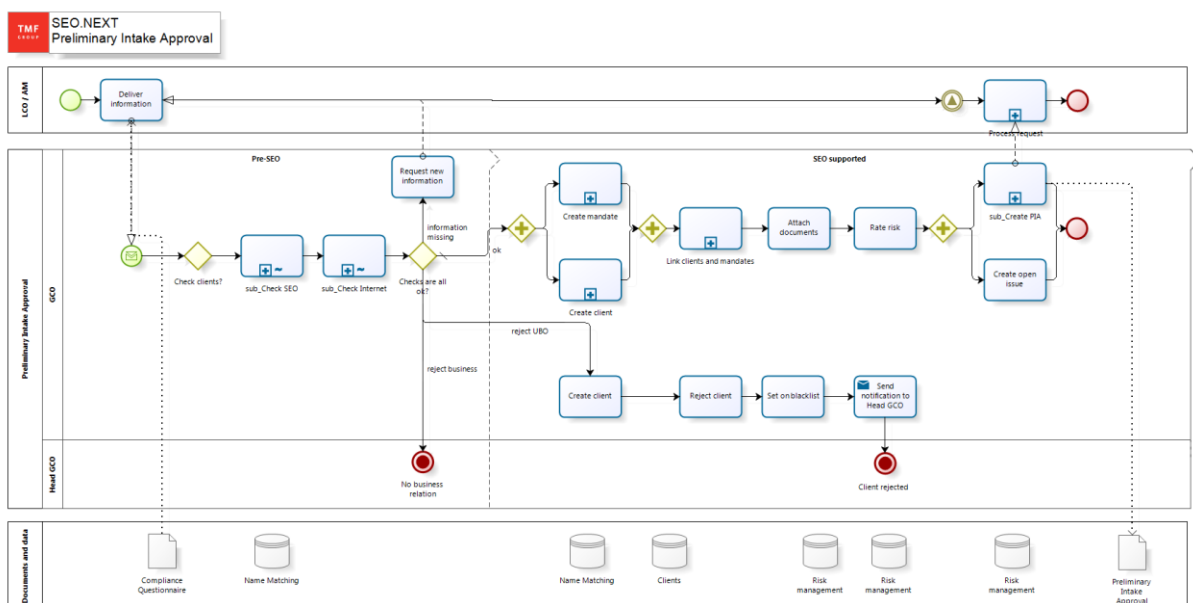 TMF
GROUP
SEO.NEXT
Preliminary Intake Approval
LCO / AM
Deliver
information
Process request
Preliminary Intake Approval
GCO
Pre-SEO
SEO supported
Request new
information
information
missing
Check clients?
sub_Check SEO
sub_Check Internet
Checks are all
ok?
ok
Create mandate
Create client
Link clients and mandates
Attach
documents
Rate risk
sub_Create PIA
Create open
issue
reject UBO
reject business
Create client
Reject client
Set on blacklist
Send
notification to
Head GCO
Head GCO
No business
relation
Client rejected
Documents and data
Compliance
Questionnaire
Name Matching
Name Matching
Clients
Risk
management
Risk
management
Risk
management
Preliminary
Intake
Approval